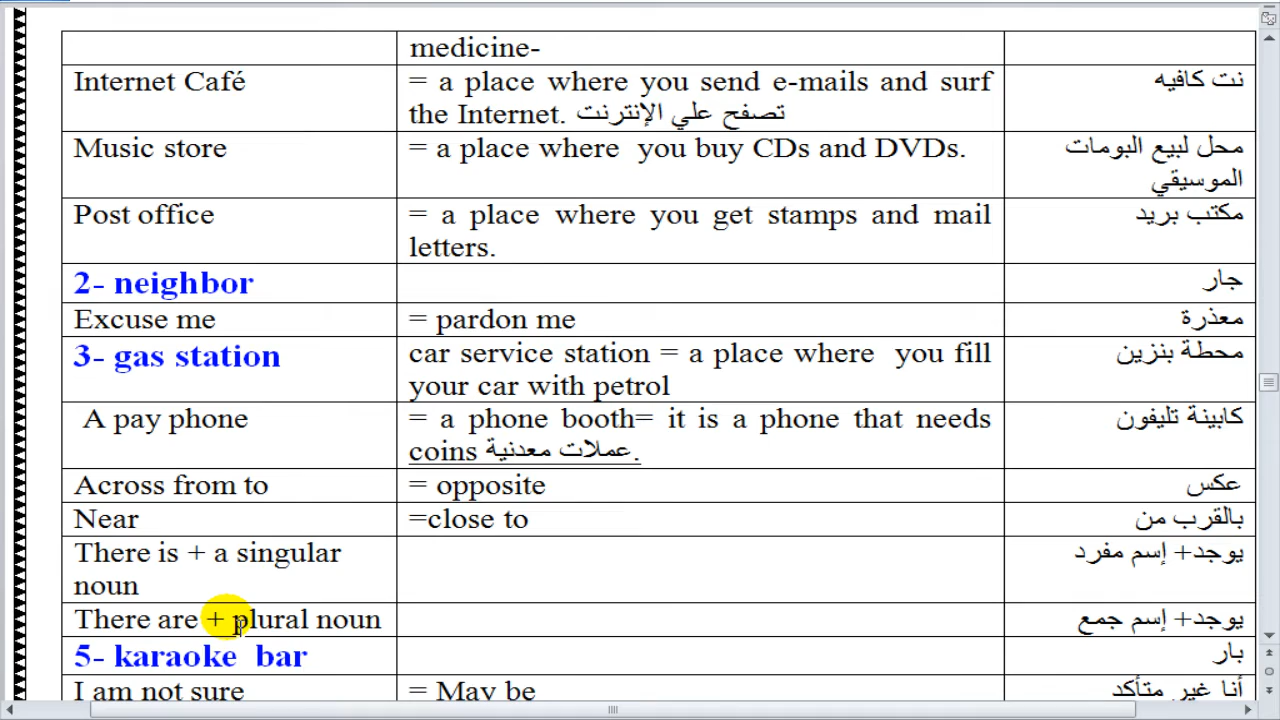 medicine-
Internet Café
= a place where you send e-mails and surf
the Internet. تصفح علي الإنترنت
نت كافيه
Music store
= a place where you buy CDs and DVDs.
محل لبيع البومات
الموسيقي
Post office
= a place where you get stamps and mail
letters.
مكتب بريد
2- neighbor
جار
Excuse me
= pardon me
معذرة
3- gas station
car service station = a place where you fill
your car with petrol
محطة بنزين
A pay phone
= a phone booth= it is a phone that needs
coins عملات معدنية.
كابينة تليفون
Across from to
= opposite
عكس
Near
=close to
بالقرب من
There is + a singular
noun
يوجد+ إسم مفرد
There are + plural noun
يوجد+ إسم جمع
5- karaoke bar
بار
I am not sure
= May be
أنا غير متأكد